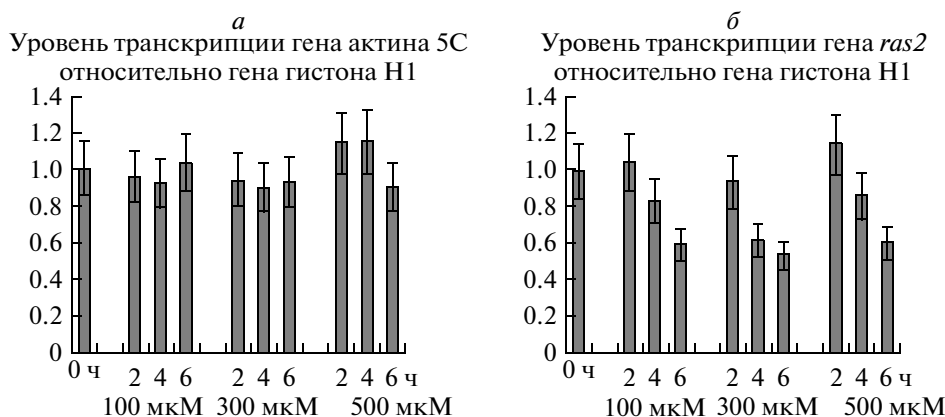 а
Уровень транскрипции гена актина 5С
относительно гена гистона Н1
1.4
1.2
1.0
0.8
0.6
0.4
0.2
0
0 ч 2 4 6 2 4 6 2 4 6 ч
100 мкМ 300 мкМ 500 мкМ
б
Уровень транскрипции гена ras2
относительно гена гистона Н1
1.4
1.2
1.0
0.8
0.6
0.4
0.2
0
0 ч 2 4 6 2 4 6 2 4 6 ч
100 мкМ 300 мкМ 500 мкМ